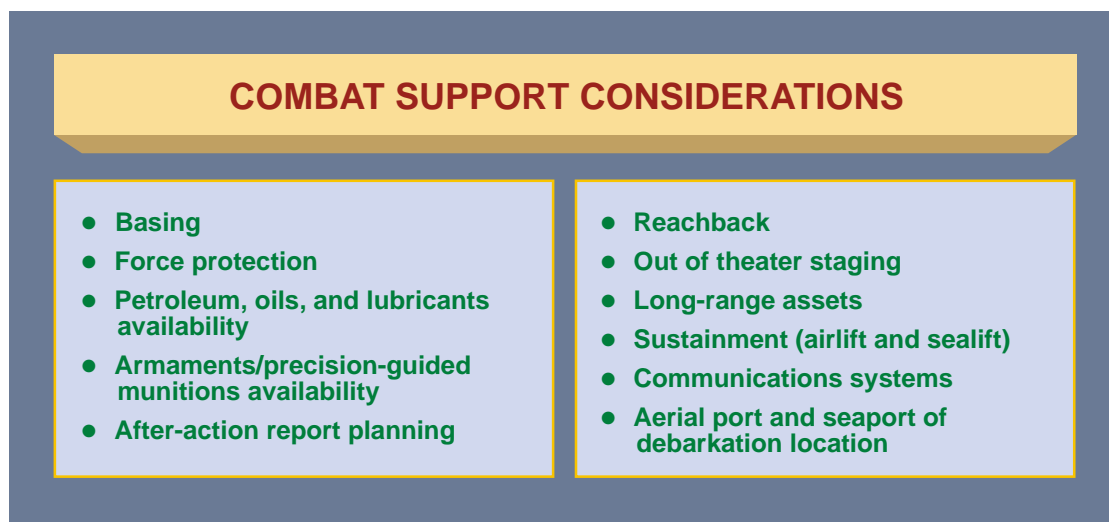 COMBAT SUPPORT CONSIDERATIONS
● Basing
● Force protection
● Petroleum, oils, and lubricants
availability
● Armaments/precision-guided
munitions availability
● After-action report planning
● Reachback
● Out of theater staging
● Long-range assets
● Sustainment (airlift and sealift)
● Communications systems
● Aerial port and seaport of
debarkation location